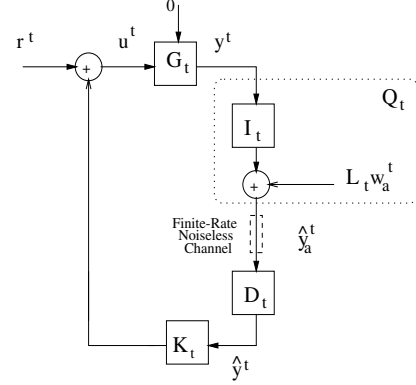 0
r^t
+
u^t
G_t
y^t
Q_t
I_t
+
L_t w_a^t
Finite-Rate
Noiseless
Channel
ŷ_a^t
D_t
K_t
ŷ^t